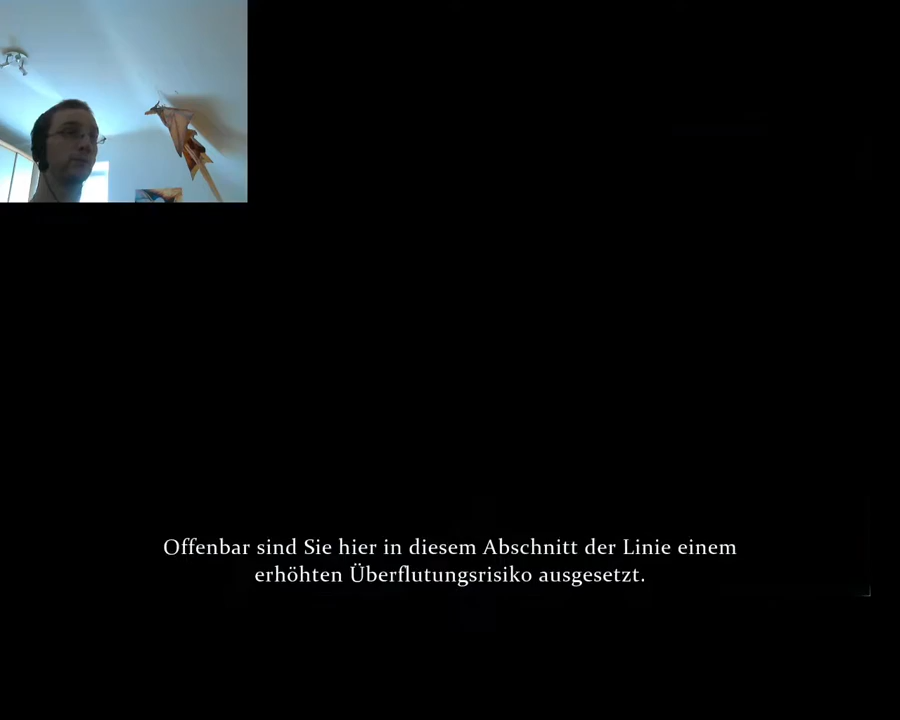 Offenbar sind Sie hier in diesem Abschnitt der Linie einem
erhöhten Überflutungsrisiko ausgesetzt.